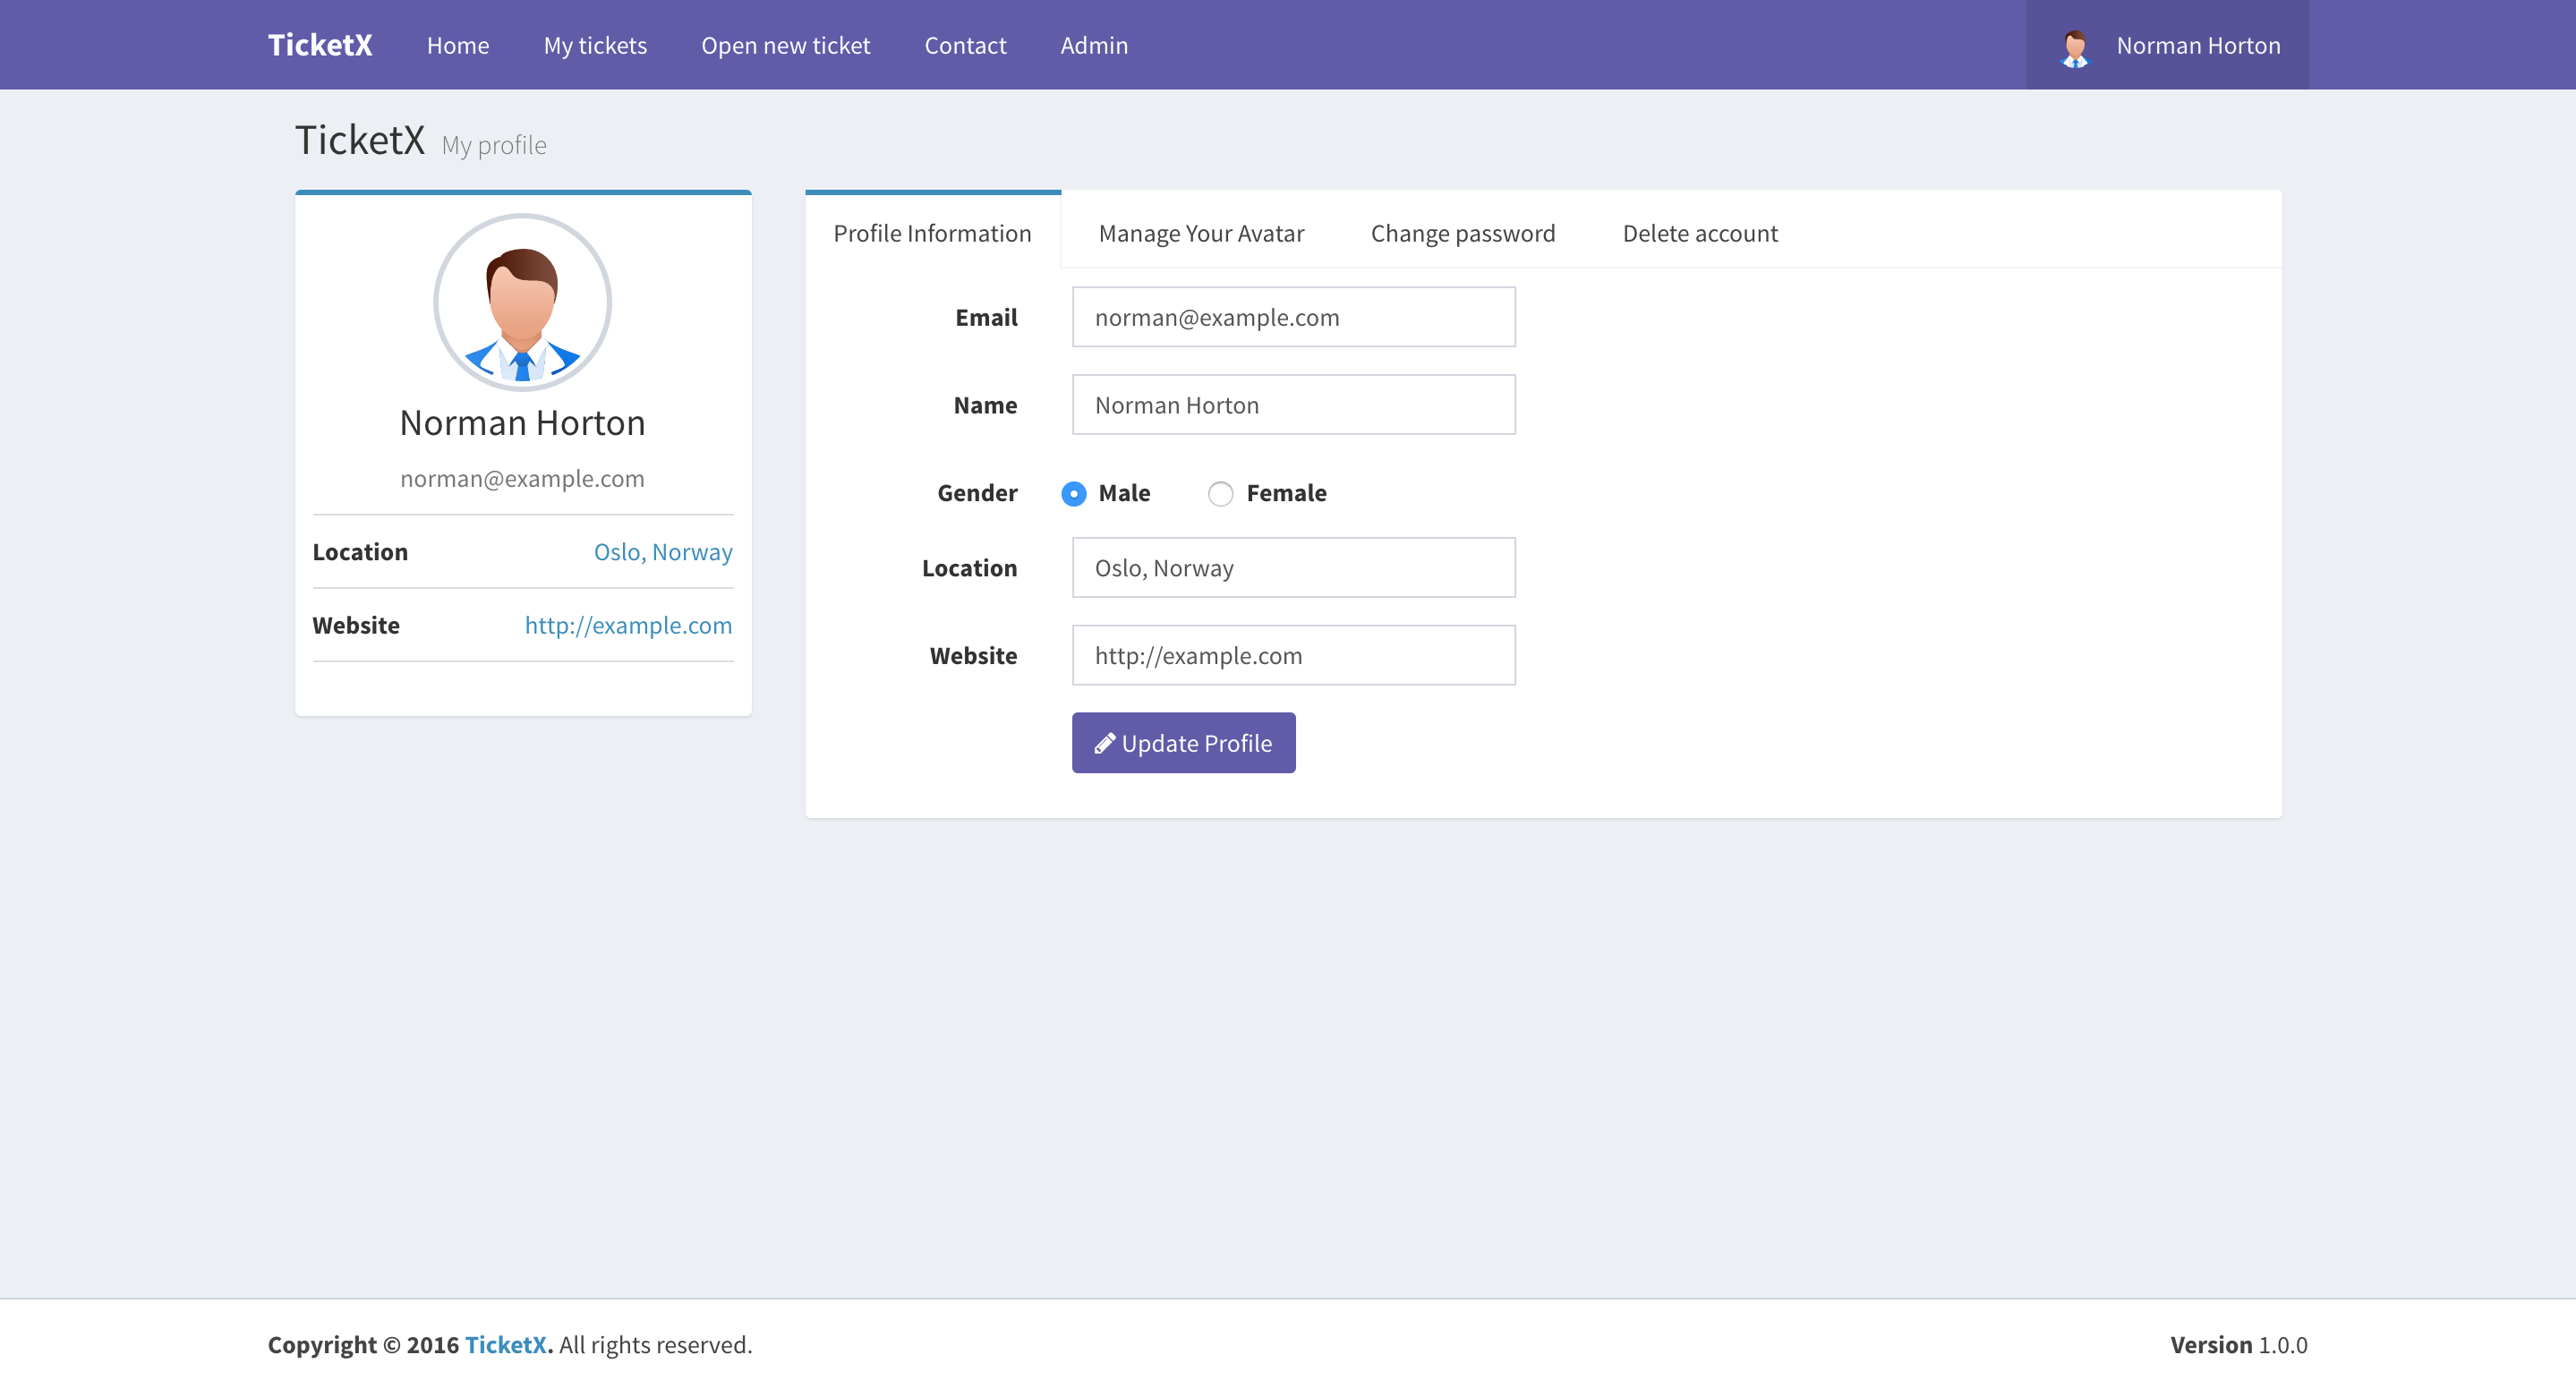 TicketX Home My tickets Open new ticket Contact Admin Norman Horton
TicketX My profile
Norman Horton
norman@example.com
Location Oslo, Norway
Website http://example.com
Profile Information Manage Your Avatar Change password Delete account
Email norman@example.com
Name Norman Horton
Gender Male Female
Location Oslo, Norway
Website http://example.com
Update Profile
Copyright © 2016 TicketX. All rights reserved. Version 1.0.0